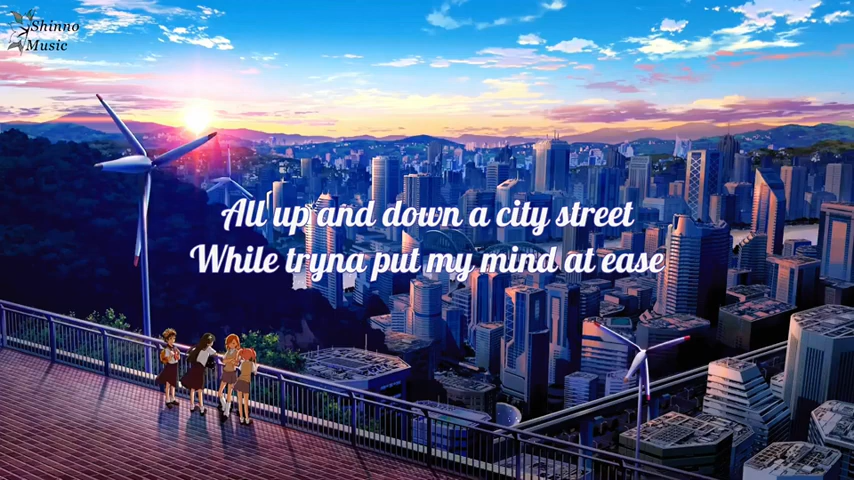 Shinno
Music
All up and down a city street
While tryna put my mind at ease